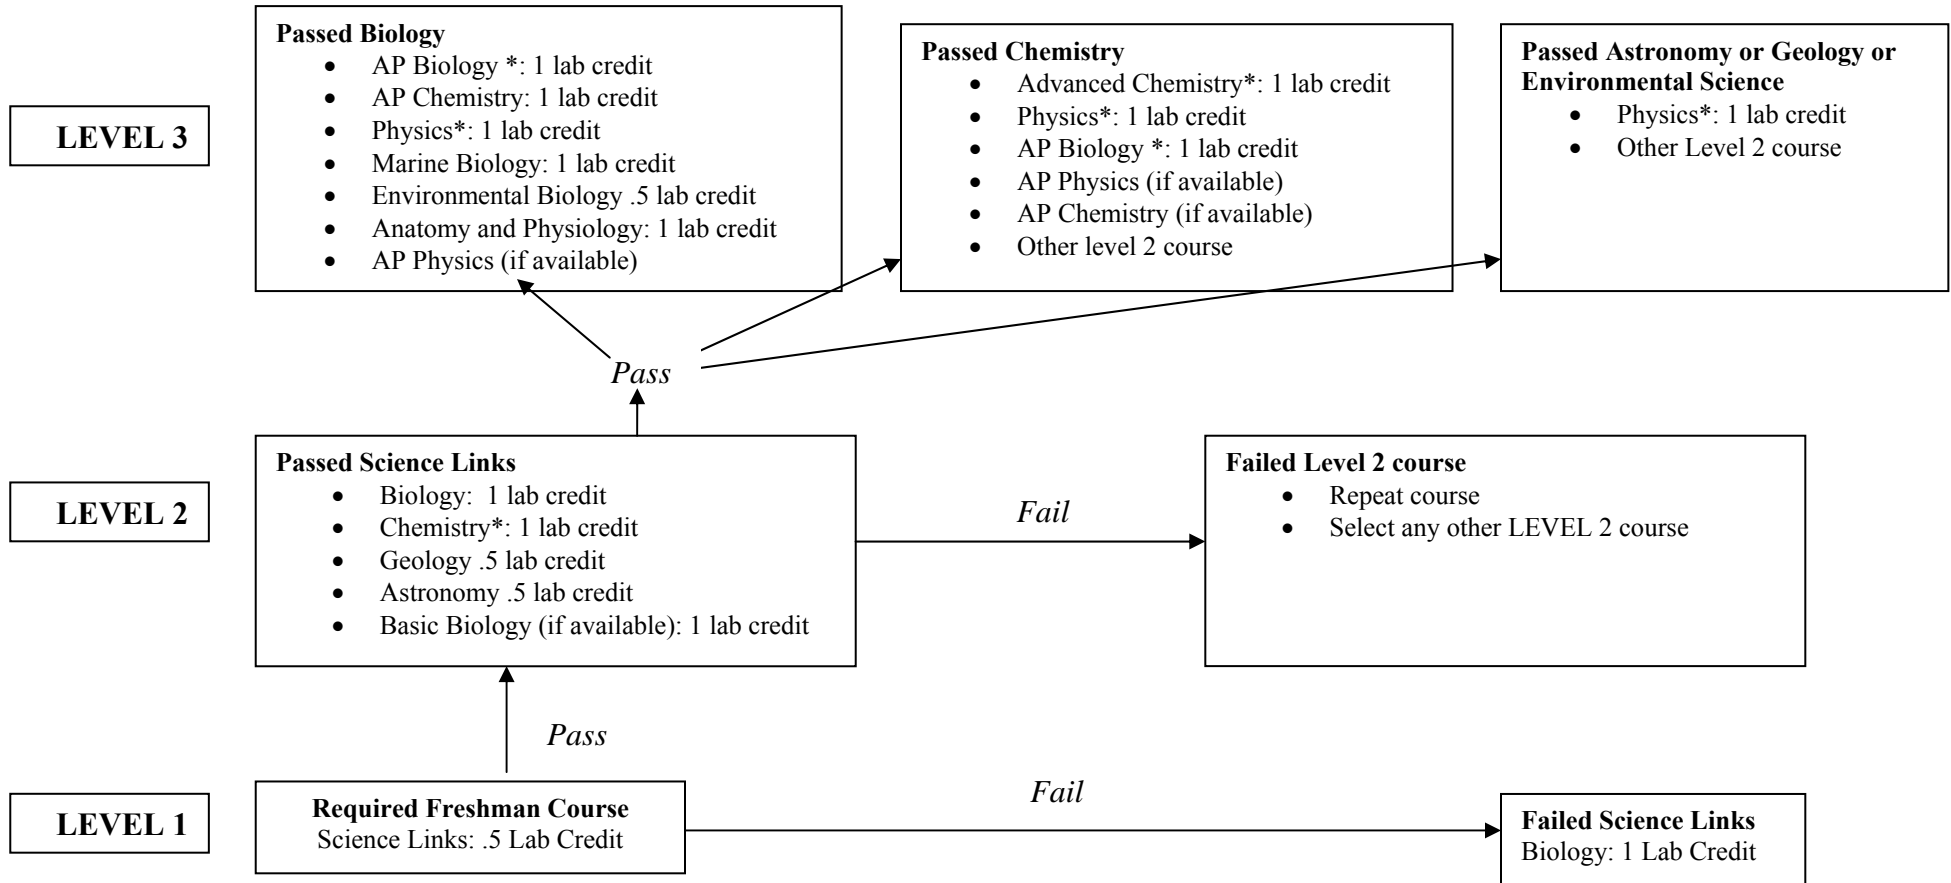 LEVEL 3
Passed Biology
• AP Biology *: 1 lab credit
• AP Chemistry: 1 lab credit
• Physics*: 1 lab credit
• Marine Biology: 1 lab credit
• Environmental Biology .5 lab credit
• Anatomy and Physiology: 1 lab credit
• AP Physics (if available)
Passed Chemistry
• Advanced Chemistry*: 1 lab credit
• Physics*: 1 lab credit
• AP Biology *: 1 lab credit
• AP Physics (if available)
• AP Chemistry (if available)
• Other level 2 course
Passed Astronomy or Geology or
Environmental Science
• Physics*: 1 lab credit
• Other Level 2 course
Pass
LEVEL 2
Passed Science Links
• Biology:  1 lab credit
• Chemistry*: 1 lab credit
• Geology .5 lab credit
• Astronomy .5 lab credit
• Basic Biology (if available): 1 lab credit
Fail
Failed Level 2 course
• Repeat course
• Select any other LEVEL 2 course
Pass
LEVEL 1
Required Freshman Course
Science Links: .5 Lab Credit
Fail
Failed Science Links
Biology: 1 Lab Credit